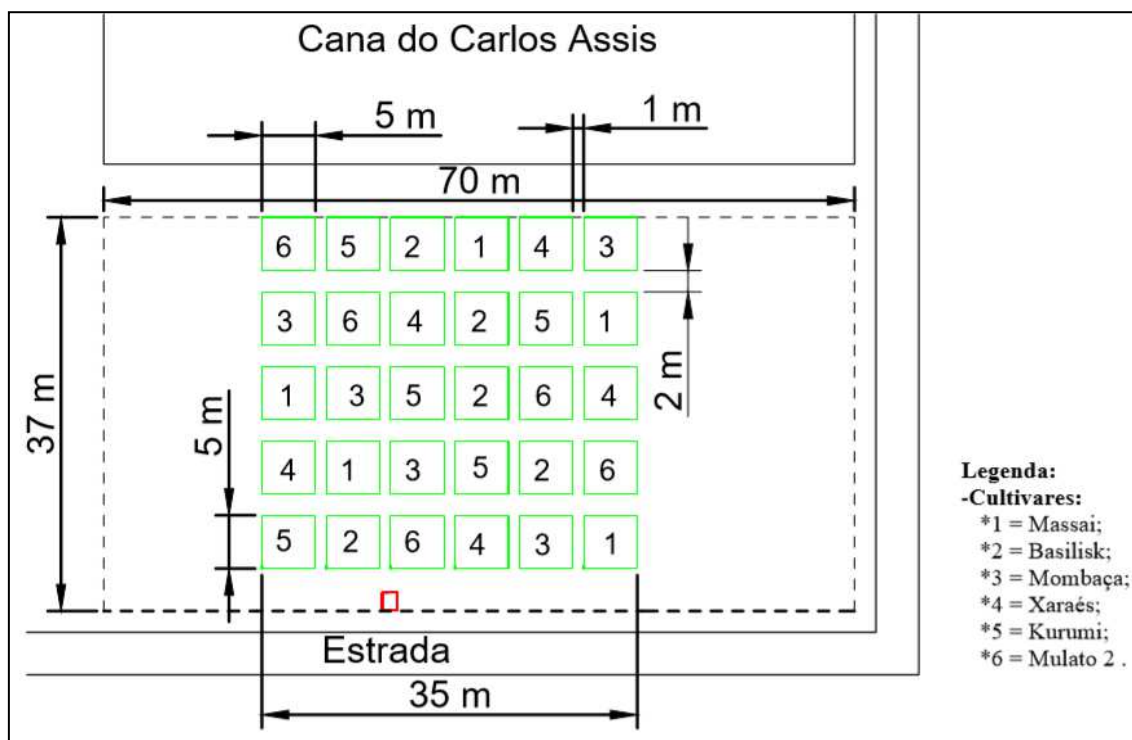 Cana do Carlos Assis
5 m
1 m
70 m
6 5 2 1 4 3
3 6 4 2 5 1
2 m
1 3 5 2 6 4
37 m
5 m
4 1 3 5 2 6
5 2 6 4 3 1
Estrada
35 m
Legenda:
-Cultivares:
*1 = Massai;
*2 = Basilisk;
*3 = Mombaça;
*4 = Xaraés;
*5 = Kurumi;
*6 = Mulato 2 .